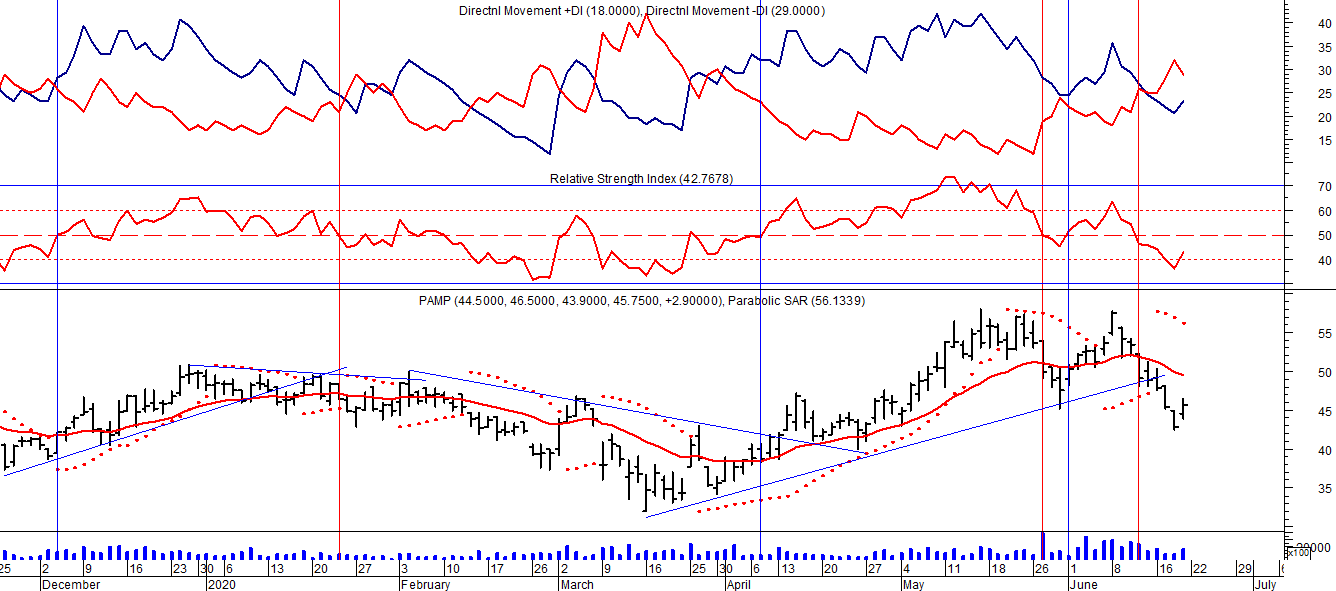 Directnl Movement +DI (18.0000), Directnl Movement -DI (29.0000)
40
35
30
25
20
15
Relative Strength Index (42.7678)
70
60
50
40
PAMP (44.5000, 46.5000, 43.9000, 45.7500, +2.90000), Parabolic SAR (56.1339)
55
50
45
40
35
x100
25 2 9 16 23 30 6 13 20 27 3 10 17 26 2 9 16 25 30 6 13 20 27 4 11 18 26 1 8 16 22 29
December 2020 February March April May June July